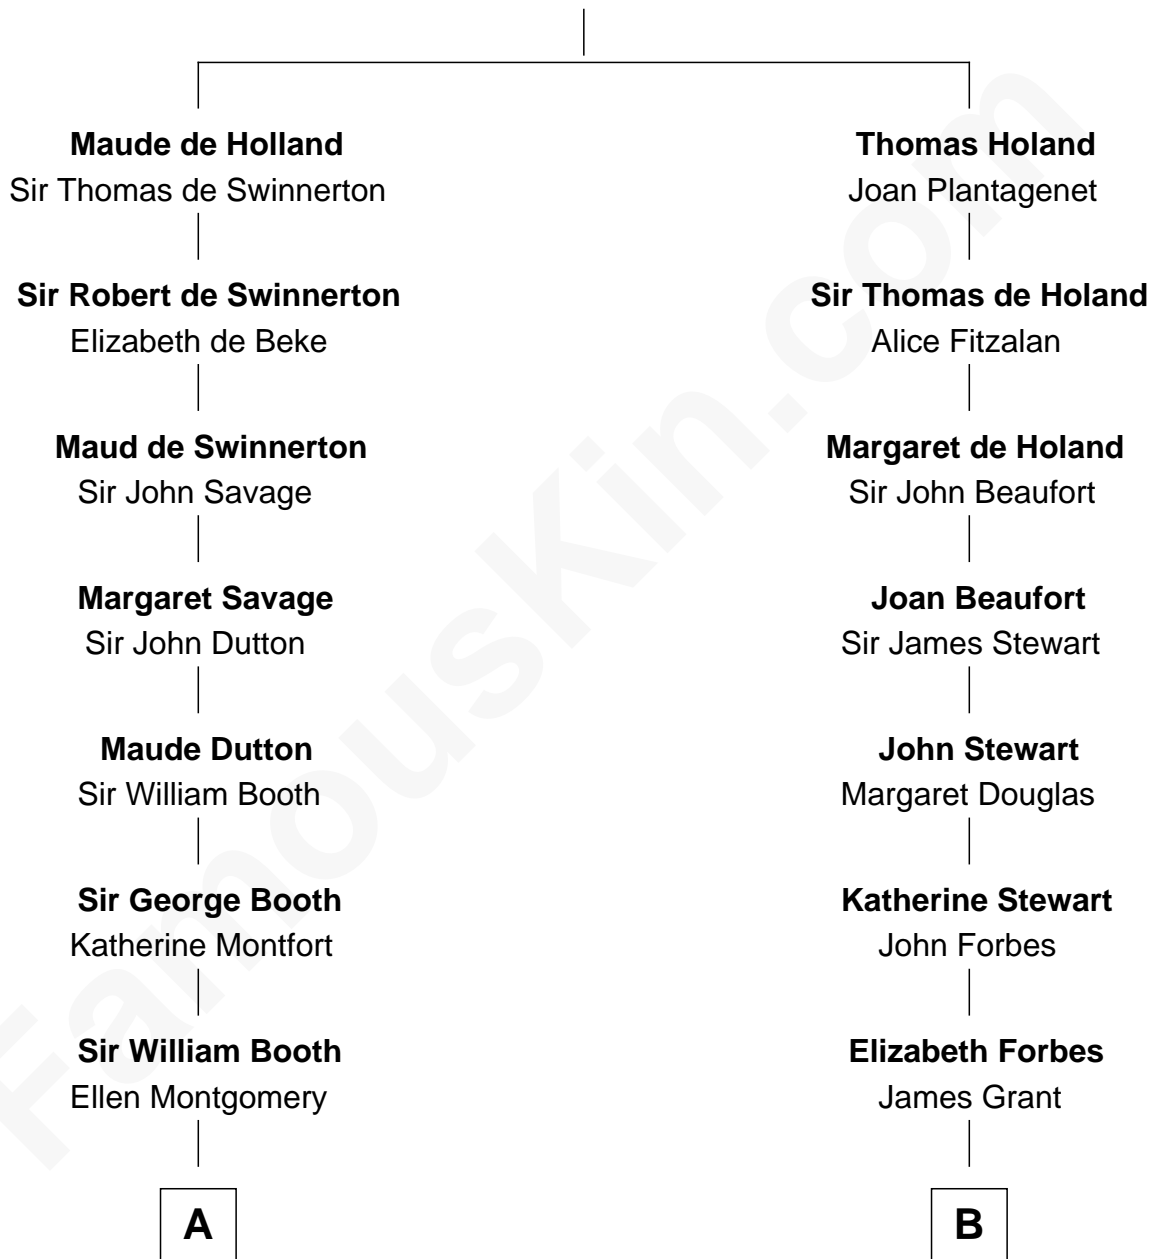 Maude de Holland
Sir Thomas de Swinnerton
Sir Robert de Swinnerton
Elizabeth de Beke
Maud de Swinnerton
Sir John Savage
Margaret Savage
Sir John Dutton
Maude Dutton
Sir William Booth
Sir George Booth
Katherine Montfort
Sir William Booth
Ellen Montgomery
A
Thomas Holand
Joan Plantagenet
Sir Thomas de Holand
Alice Fitzalan
Margaret de Holand
Sir John Beaufort
Joan Beaufort
Sir James Stewart
John Stewart
Margaret Douglas
Katherine Stewart
John Forbes
Elizabeth Forbes
James Grant
B
FamousKin.com